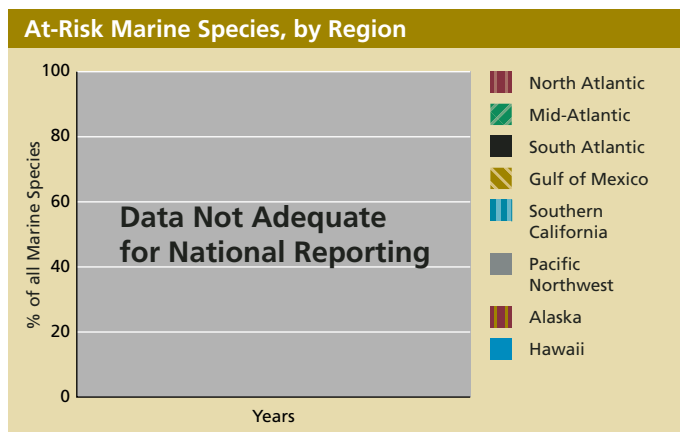 At-Risk Marine Species, by Region
% of all Marine Species
100
80
60
40
20
0
Data Not Adequate
for National Reporting
Years
North Atlantic
Mid-Atlantic
South Atlantic
Gulf of Mexico
Southern
California
Pacific
Northwest
Alaska
Hawaii